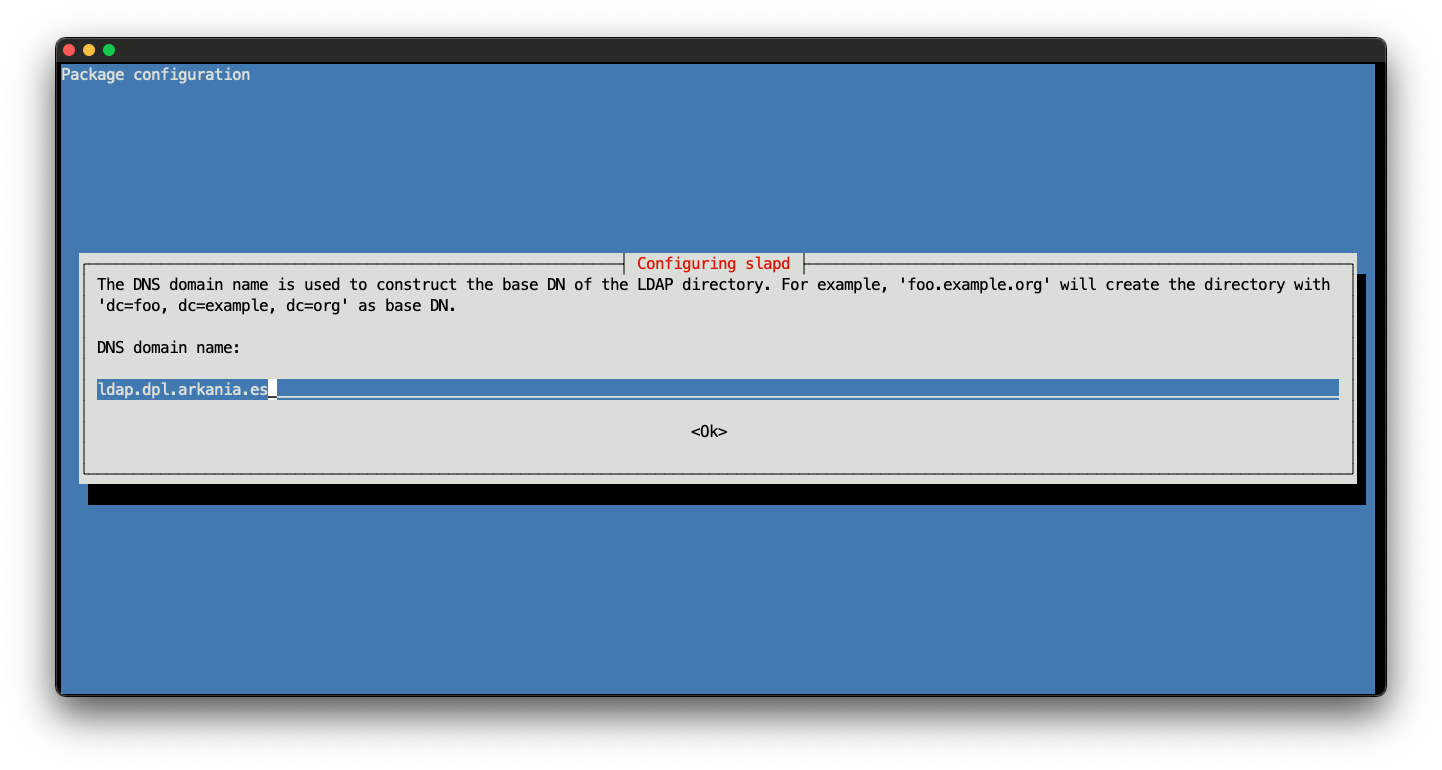 Package configuration
Configuring slapd
The DNS domain name is used to construct the base DN of the LDAP directory. For example, 'foo.example.org' will create the directory with
'dc=foo, dc=example, dc=org' as base DN.
DNS domain name:
ldap.dpl.arkania.es
<Ok>